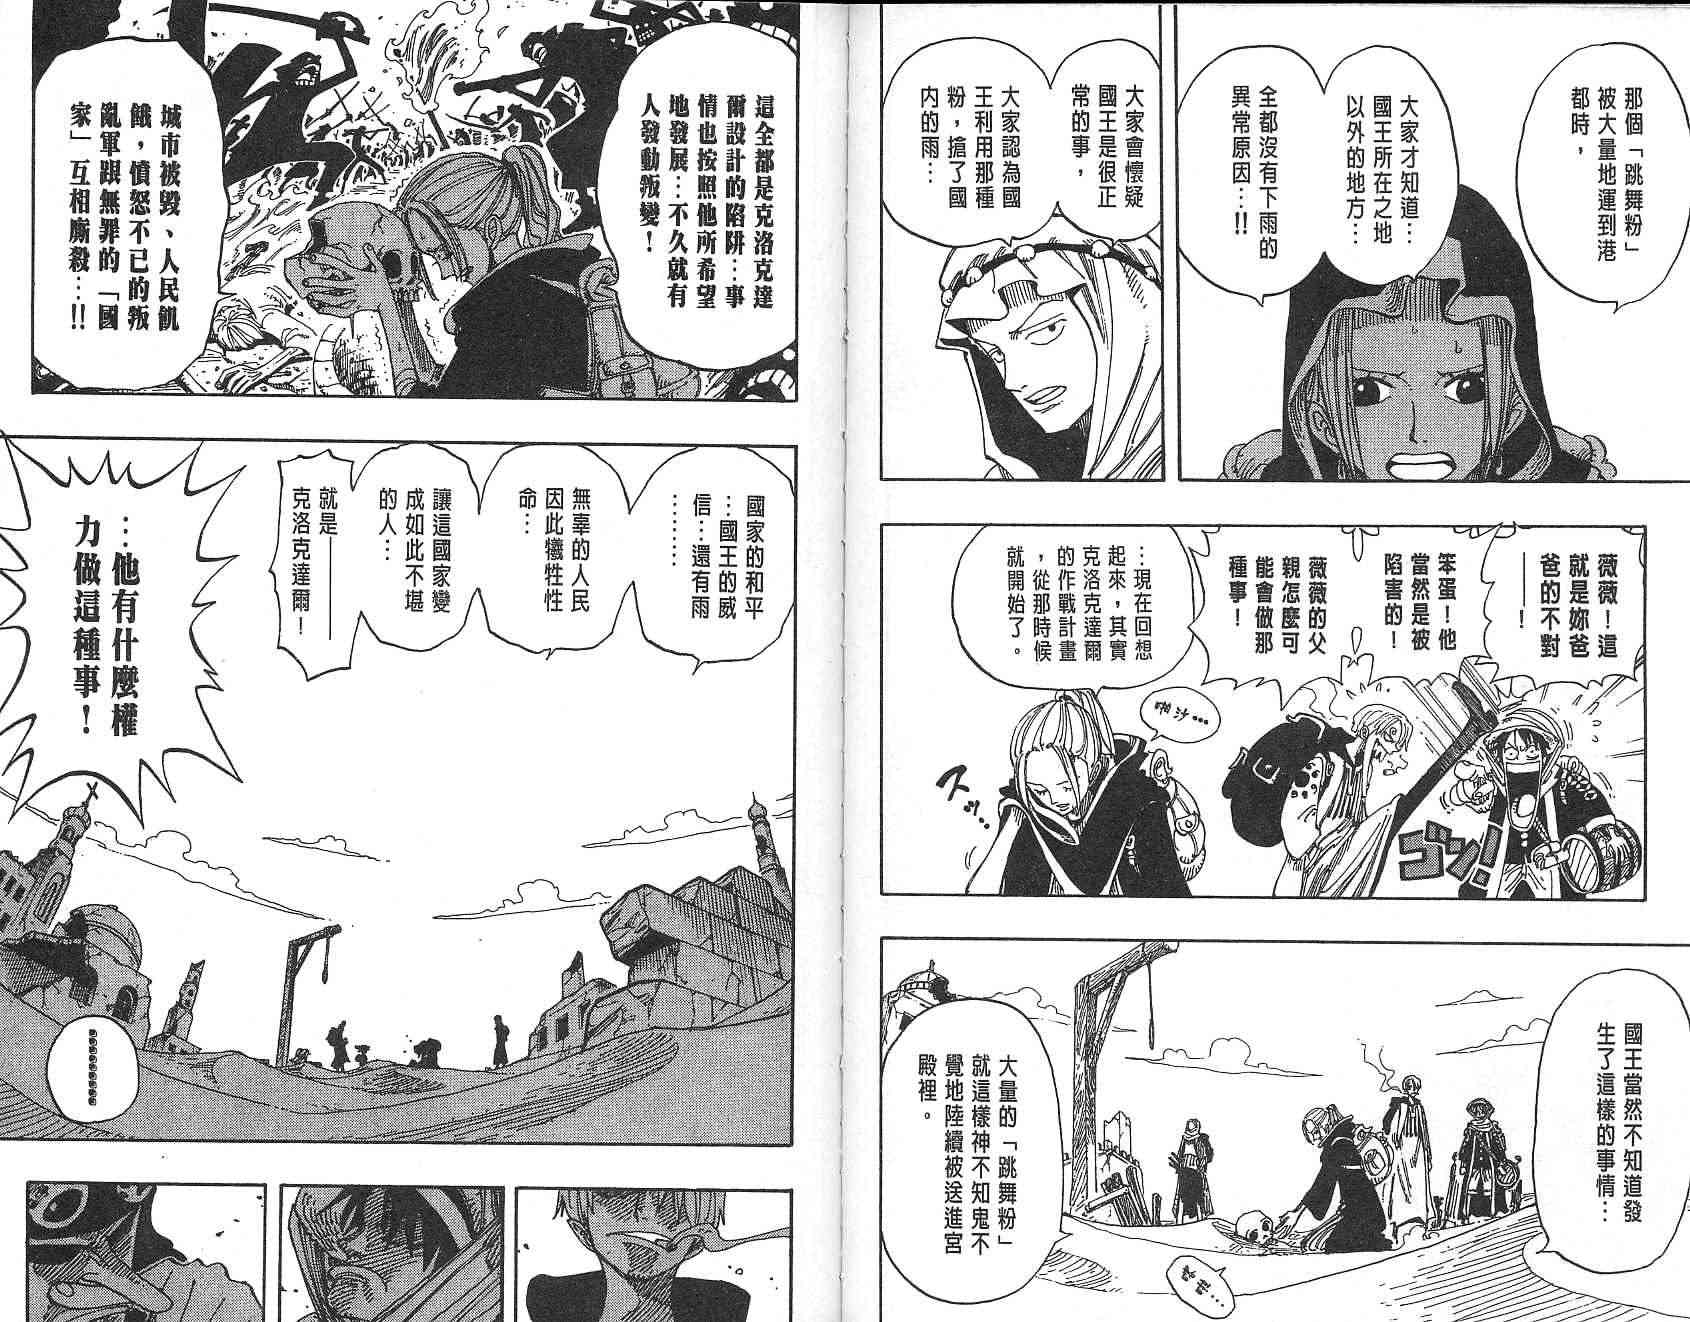 那個「跳舞粉」
被大量地運到港
都時，
大家才知道…
國王所在之地
以外的地方…
全都沒有下雨的
異常原因…!!
大家會懷疑
國王是很正
常的事，
大家認為國
王利用那種
粉，搶了國
內的雨…
薇薇！這
就是妳爸
爸的不對
——！
笨蛋！他
當然是被
陷害的！
薇薇的父
親怎麼可
能會做那
種事！
ゴツ!
…現在回想
起來，其實
克洛克達爾
的作戰計畫
，從那時候
就開始了。
啪沙…
スッ…
國王當然不知道發
生了這樣的事情…
大量的「跳舞粉」
就這樣神不知鬼不
覺地陸續被送進宮
殿裡。
這全都是克洛克達
爾設計的陷阱…事
情也按照他所希望
地發展…不久就有
人發動叛變！
城市被毀、人民飢
餓，憤怒不已的叛
亂軍跟無罪的「國
家」互相廝殺…!!
國家的和平
…國王的威
信…還有雨
………
無辜的人民
因此犧牲性
命…
讓這國家變
成如此不堪
的人…
就是——
克洛克達爾！
…他有什麼權
力做這種事！
………